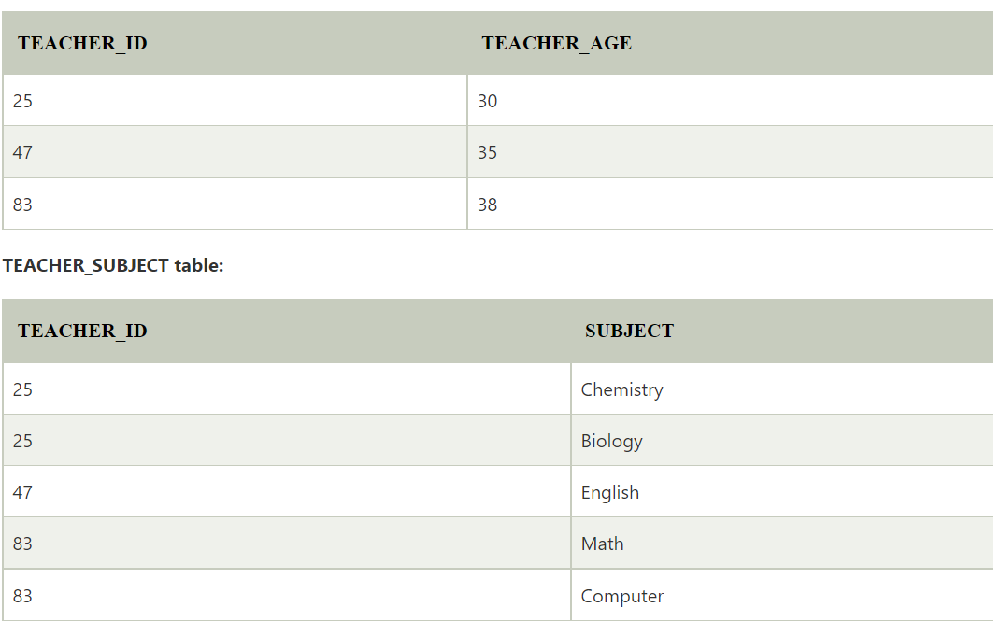 TEACHER_ID TEACHER_AGE
25 30
47 35
83 38
TEACHER_SUBJECT table:
TEACHER_ID SUBJECT
25 Chemistry
25 Biology
47 English
83 Math
83 Computer